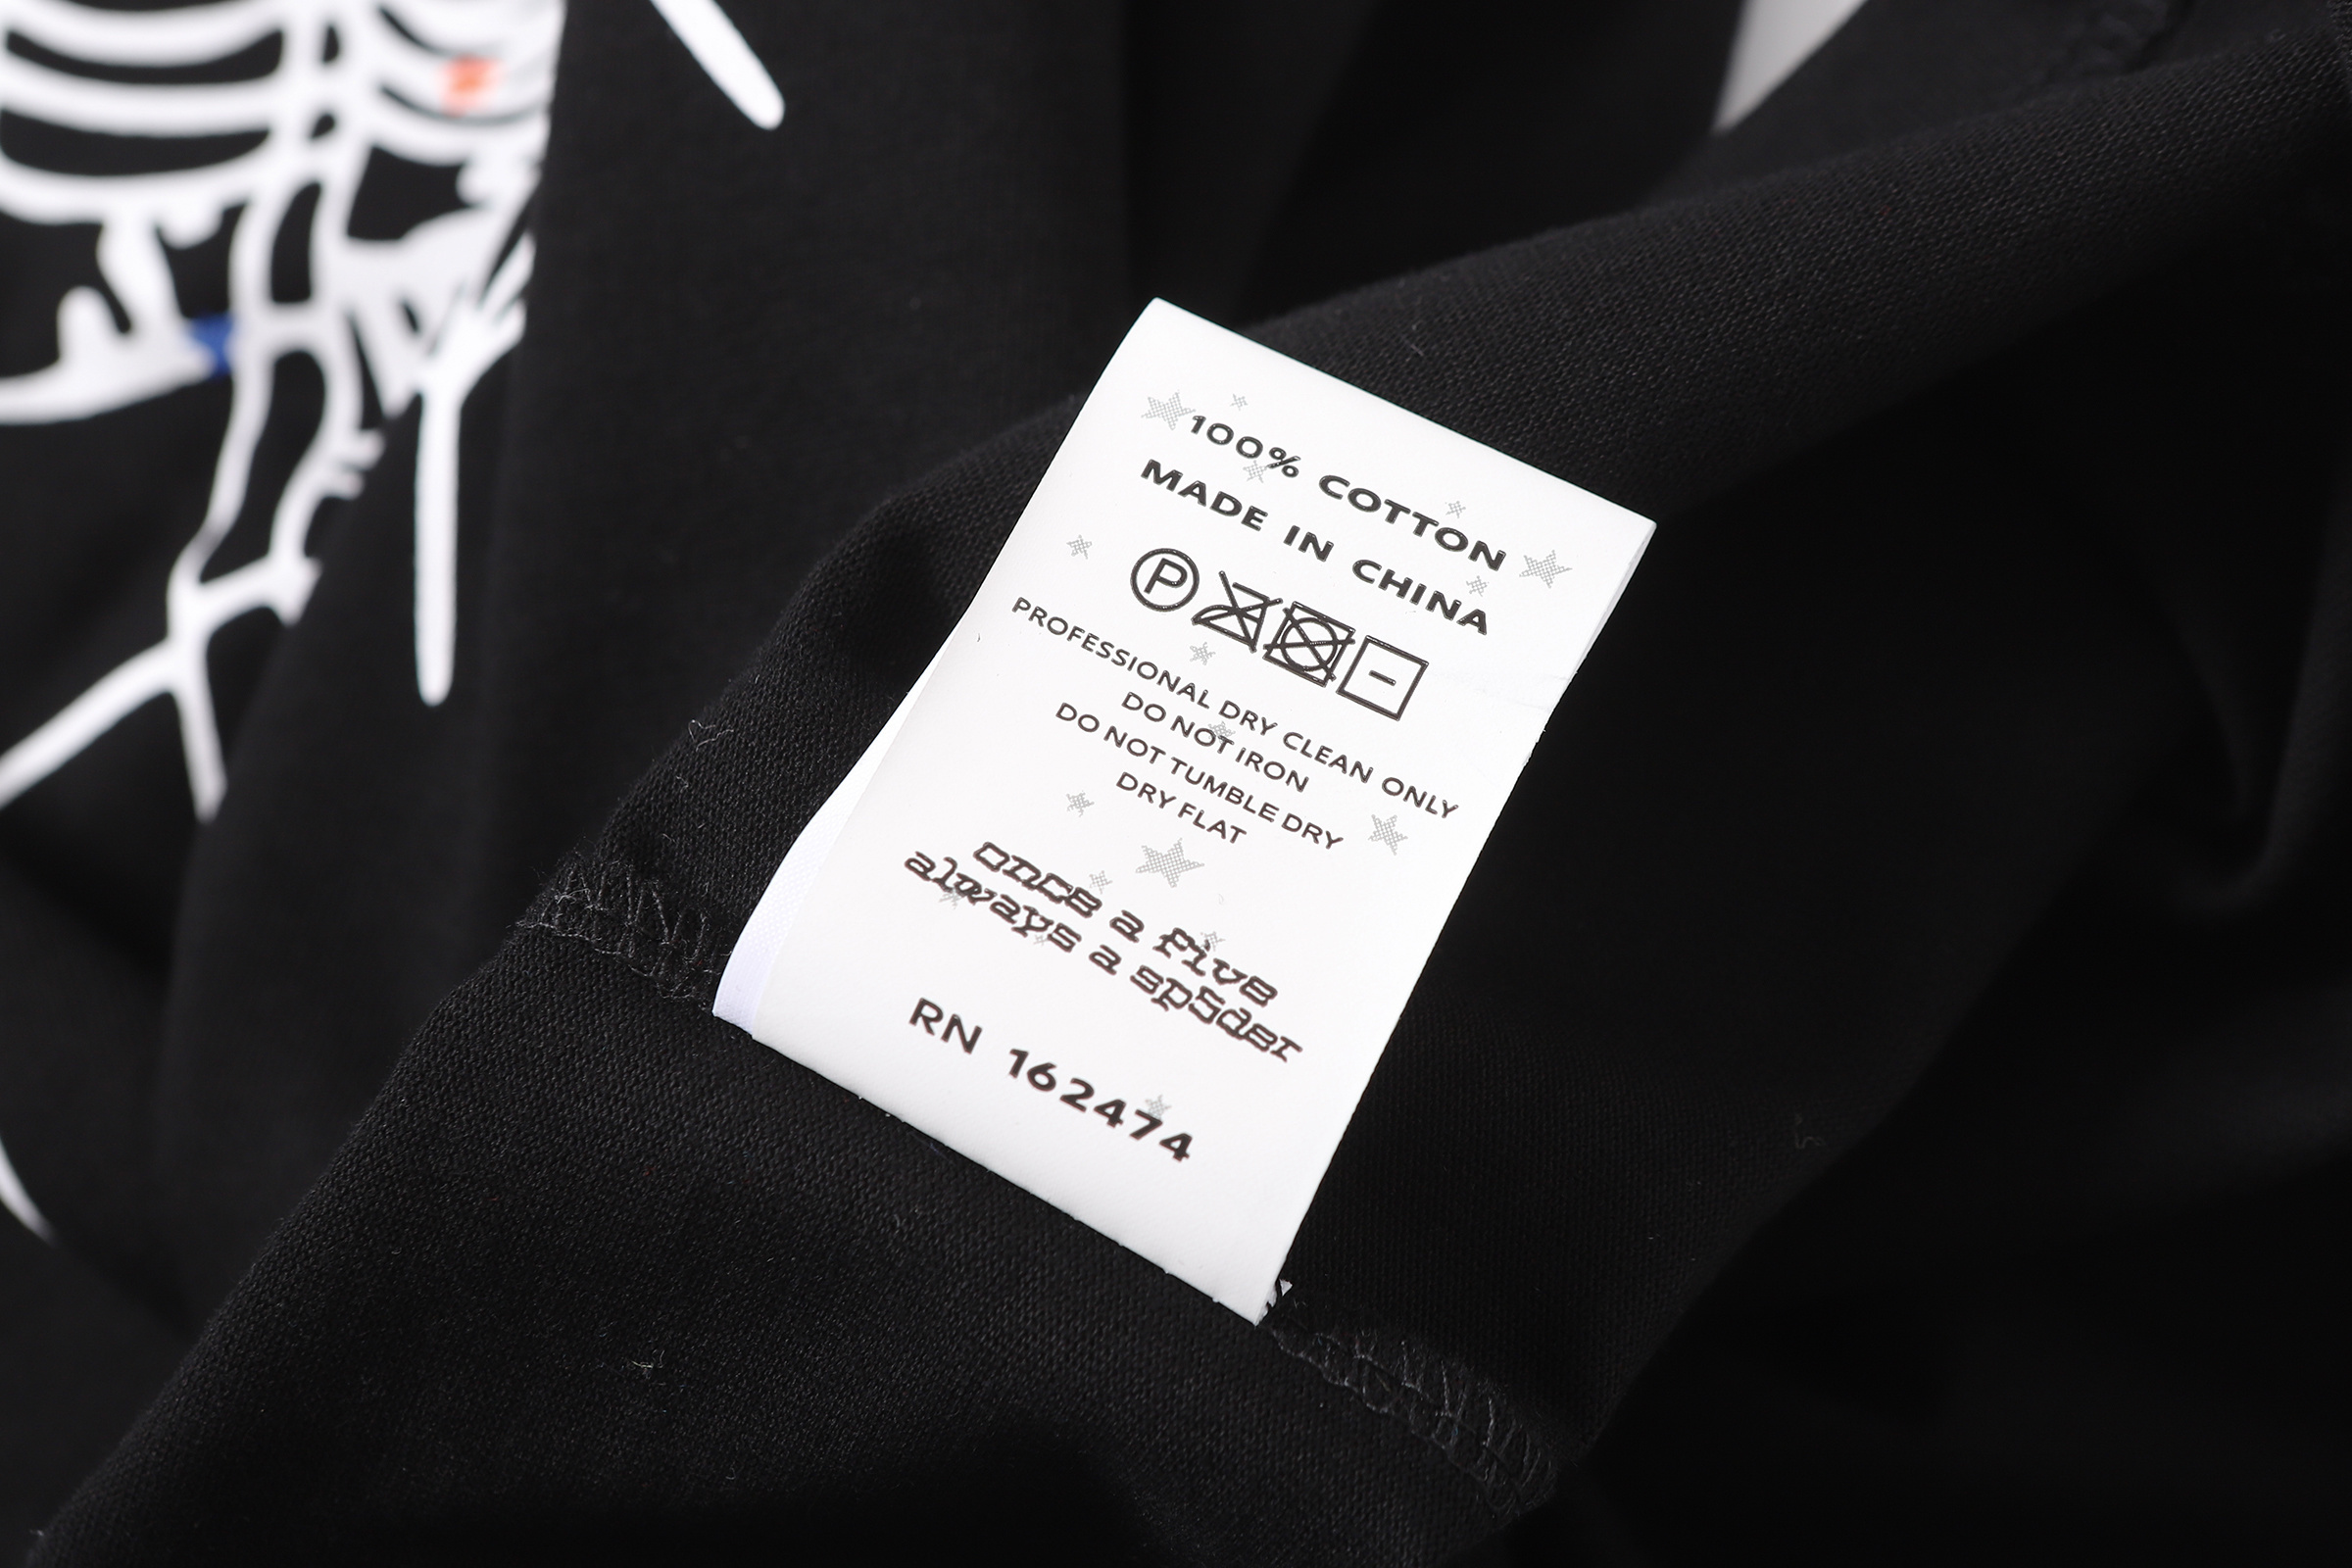 100% COTTON
MADE IN CHINA
P
PROFESSIONAL DRY CLEAN ONLY
DO NOT IRON
DO NOT TUMBLE DRY
DRY FLAT
once a five
always a sp5der
RN 162474